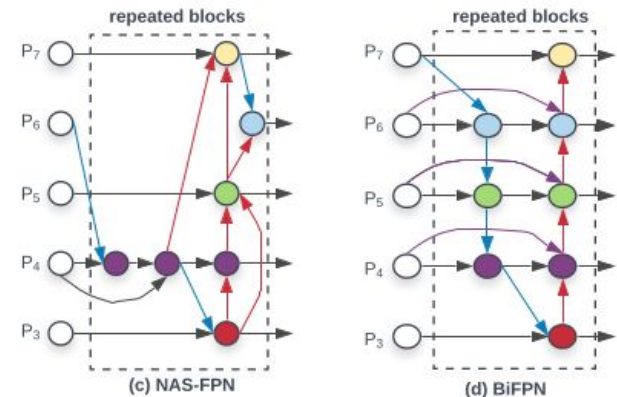 repeated blocks
P7
P6
P5
P4
P3
(c) NAS-FPN
repeated blocks
P7
P6
P5
P4
P3
(d) BiFPN